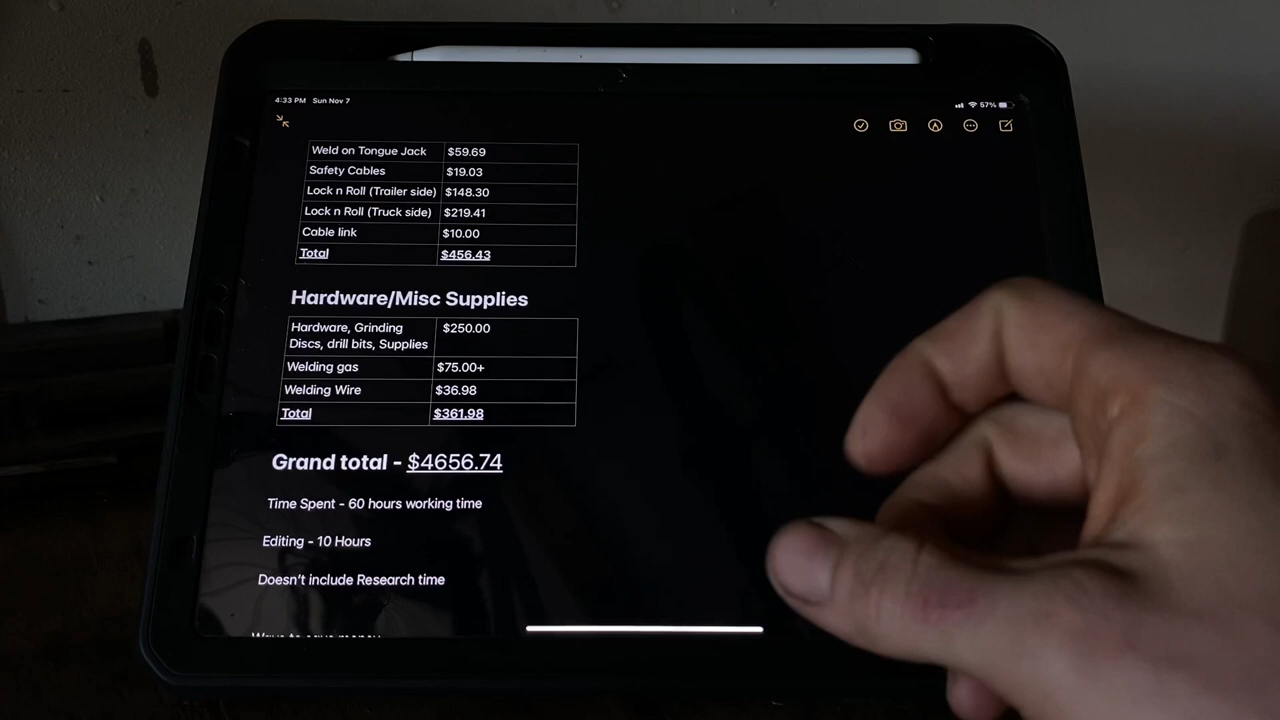 4:33 PM Sun Nov 7
57%
Weld on Tongue Jack $59.69
Safety Cables $19.03
Lock n Roll (Trailer side) $148.30
Lock n Roll (Truck side) $219.41
Cable link $10.00
Total $456.43
Hardware/Misc Supplies
Hardware, Grinding $250.00
Discs, drill bits, Supplies
Welding gas $75.00+
Welding Wire $36.98
Total $361.98
Grand total - $4656.74
Time Spent - 60 hours working time
Editing - 10 Hours
Doesn't include Research time